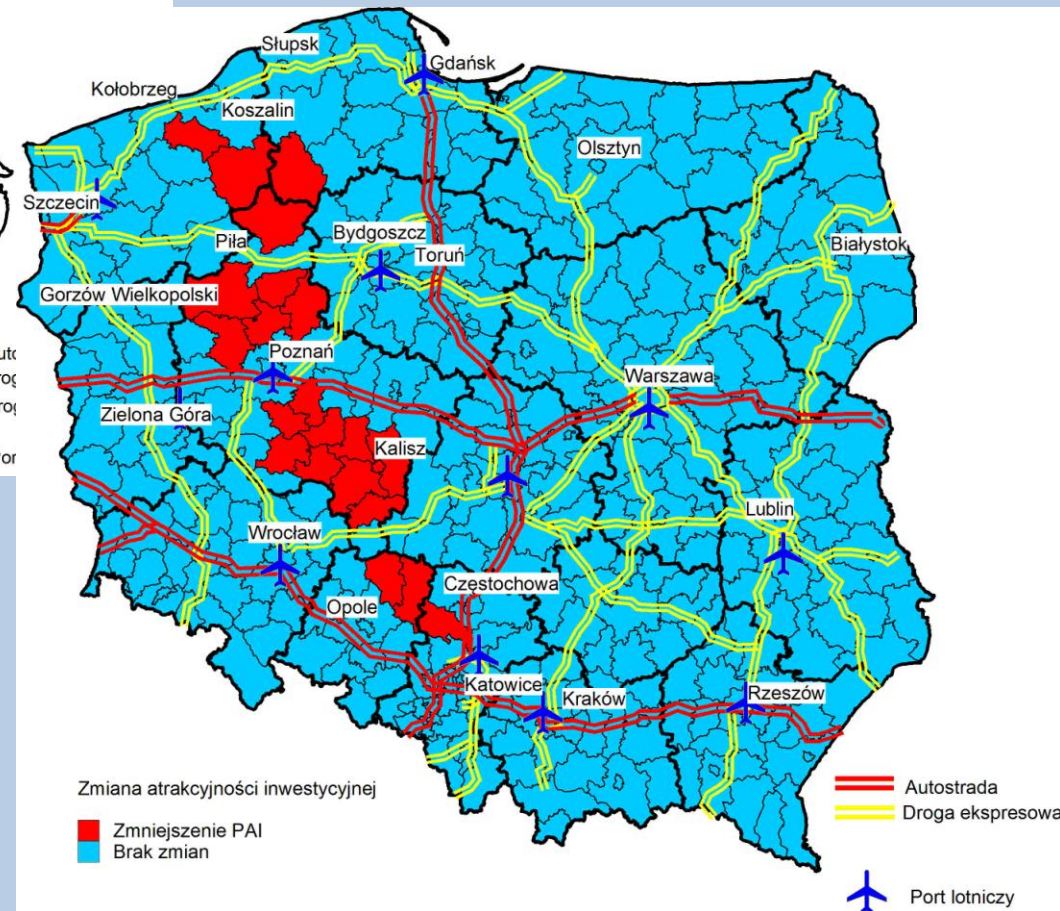 Słupsk
Gdańsk
Kołobrzeg
Koszalin
Olsztyn
Szczecin
Bydgoszcz
Białystok
Piła
Toruń
Gorzów Wielkopolski
Poznań
Warszawa
Zielona Góra
Kalisz
Lublin
Wrocław
Częstochowa
Opole
Katowice
Kraków
Rzeszów
Zmiana atrakcyjności inwestycyjnej
Zmniejszenie PAI
Brak zmian
Autostrada
Droga ekspresowa
Port lotniczy